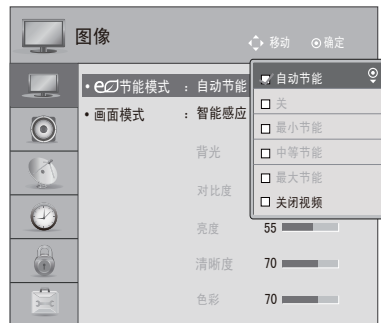 图像
移动 确定
节能模式 ： 自动节能
• 画面模式 ： 智能感应
背光
对比度
亮度 55
清晰度 70
色彩 70
自动节能
关
最小节能
中等节能
最大节能
关闭视频